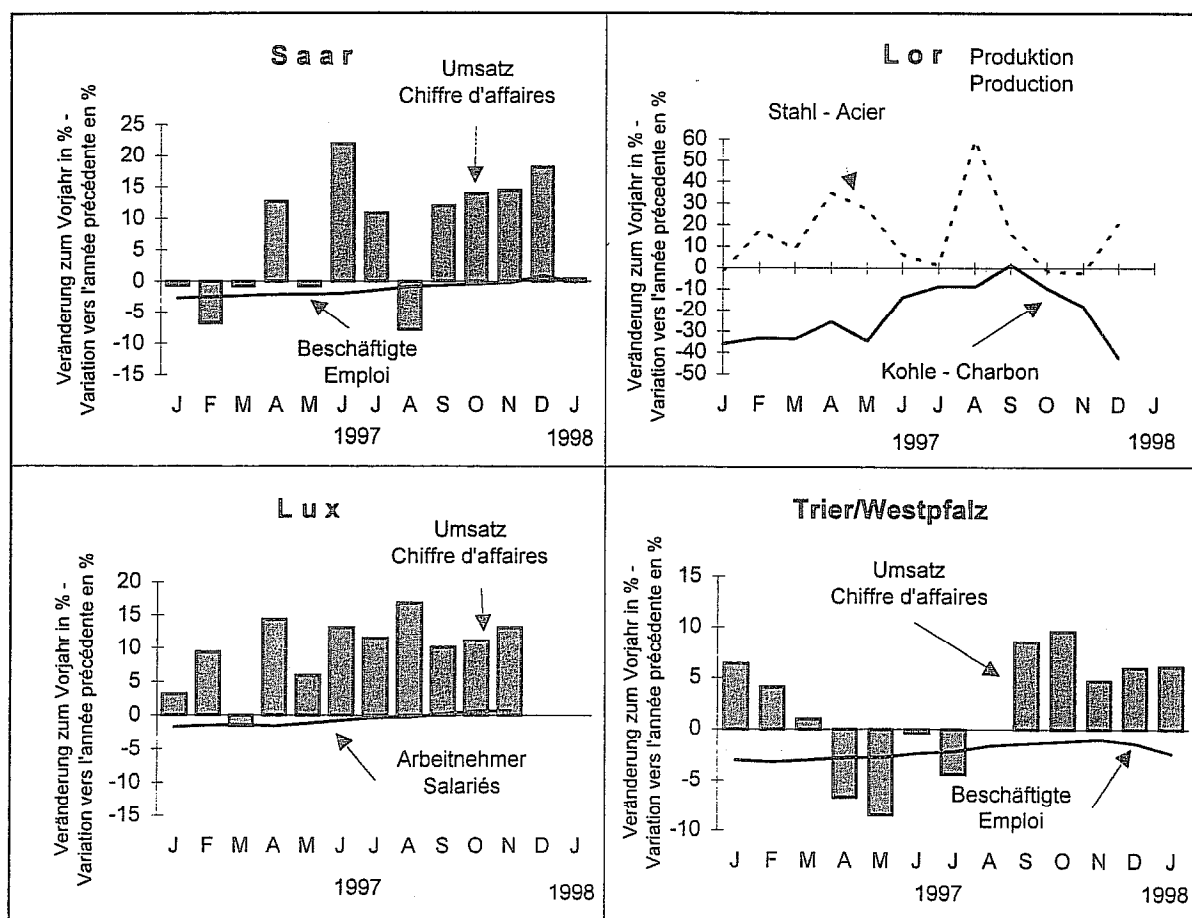 Saar
Umsatz
Chiffre d'affaires
Veränderung zum Vorjahr in % -
Variation vers l'année précédente en %
25
20
15
10
5
0
-5
-10
-15
Beschäftigte
Emploi
J F M A M J J A S O N D J
1997
1998
Lor Produktion
Production
Stahl - Acier
Veränderung zum Vorjahr in % -
Variation vers l'année précédente en %
60
50
40
30
20
10
0
-10
-20
-30
-40
-50
Kohle - Charbon
J F M A M J J A S O N D J
1997
1998
Lux
Umsatz
Chiffre d'affaires
Veränderung zum Vorjahr in % -
Variation vers l'année précédente en %
20
15
10
5
0
-5
-10
-15
Arbeitnehmer
Salariés
J F M A M J J A S O N D J
1997
1998
Trier/Westpfalz
Umsatz
Chiffre d'affaires
Veränderung zum Vorjahr in % -
Variation vers l'année précédente en %
15
10
5
0
-5
-10
Beschäftigte
Emploi
J F M A M J J A S O N D J
1997
1998